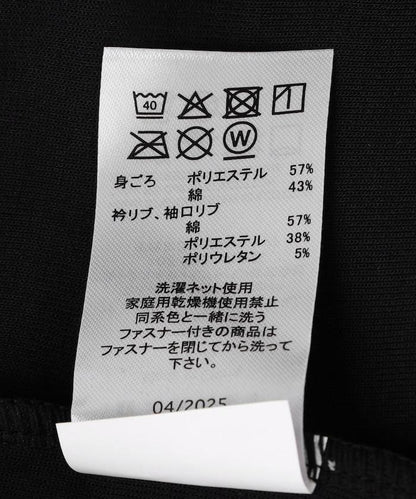 40
W
身ごろ ポリエステル 57%
綿 43%
衿リブ、袖口リブ
綿 57%
ポリエステル 38%
ポリウレタン 5%
洗濯ネット使用
家庭用乾燥機使用禁止
同系色と一緒に洗う
ファスナー付きの商品は
ファスナーを閉じてから洗って
下さい。
04/2025